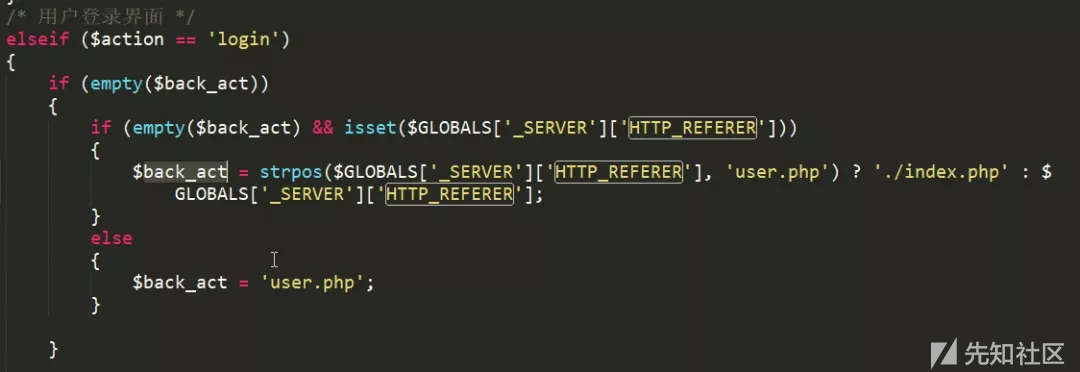 /* 用户登录界面 */
elseif ($action == 'login')
{
if (empty($back_act))
{
if (empty($back_act) && isset($GLOBALS['_SERVER']['HTTP_REFERER']))
{
$back_act = strpos($GLOBALS['_SERVER']['HTTP_REFERER'], 'user.php') ? './index.php' : $
GLOBALS['_SERVER']['HTTP_REFERER'];
}
else
{
$back_act = 'user.php';
}
}
先知社区